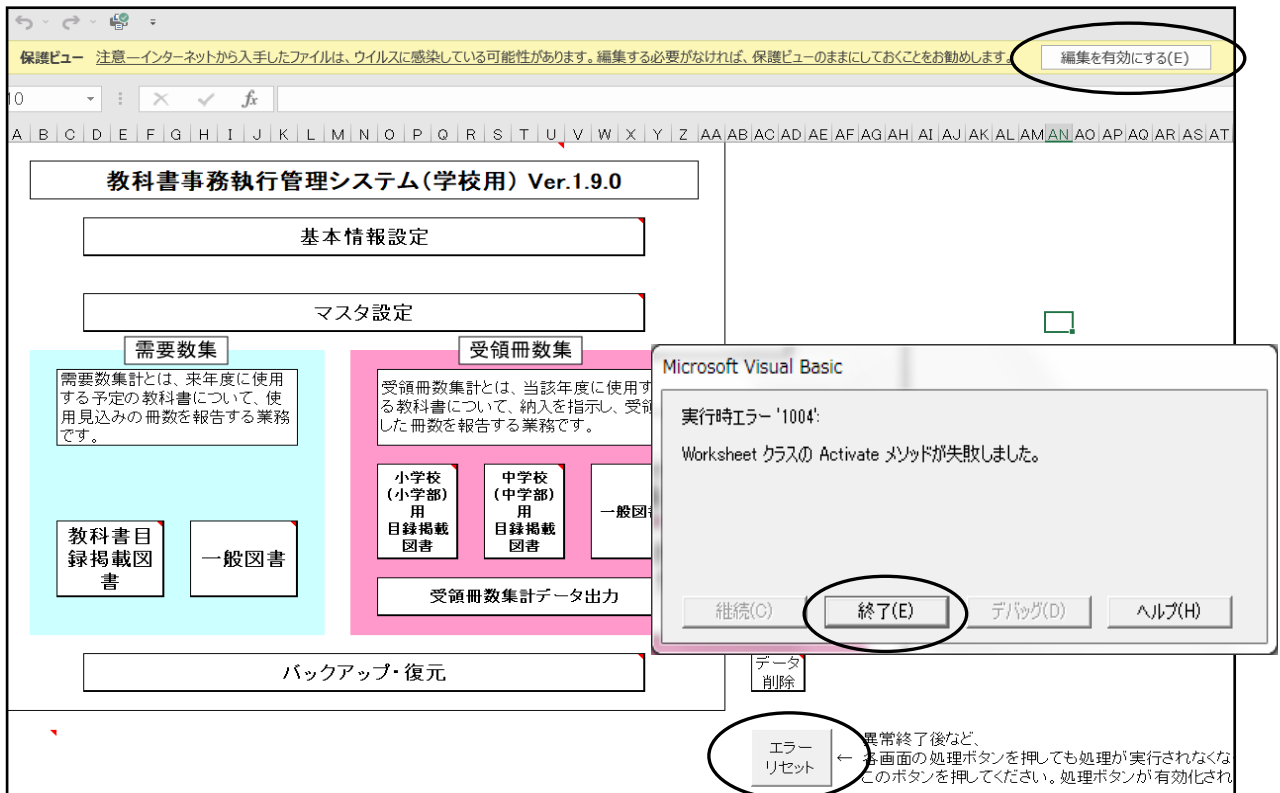 保護ビュー 注意—インターネットから入手したファイルは、ウイルスに感染している可能性があります。編集する必要がなければ、保護ビューのままにしておくことをお勧めします。 編集を有効にする(E)
10 fx
A B C D E F G H I J K L M N O P Q R S T U V W X Y Z AA AB AC AD AE AF AG AH AI AJ AK AL AM AN AO AP AQ AR AS AT
教科書事務執行管理システム(学校用) Ver.1.9.0
基本情報設定
マスタ設定
需要数集
需要数集計とは、来年度に使用
する予定の教科書について、使
用見込みの冊数を報告する業務
です。
教科書目
録掲載図
書
一般図書
受領冊数集
受領冊数集計とは、当該年度に使用す
る教科書について、納入を指示し、受領
した冊数を報告する業務です。
小学校
(小学部)
用
目録掲載
図書
中学校
(中学部)
用
目録掲載
図書
一般図書
受領冊数集計データ出力
Microsoft Visual Basic
実行時エラー '1004':
Worksheet クラスの Activate メソッドが失敗しました。
継続(C) 終了(E) デバッグ(D) ヘルプ(H)
バックアップ・復元
データ
削除
エラー
リセット
← 異常終了後など、
各画面の処理ボタンを押しても処理が実行されなくな
このボタンを押してください。処理ボタンが有効化され